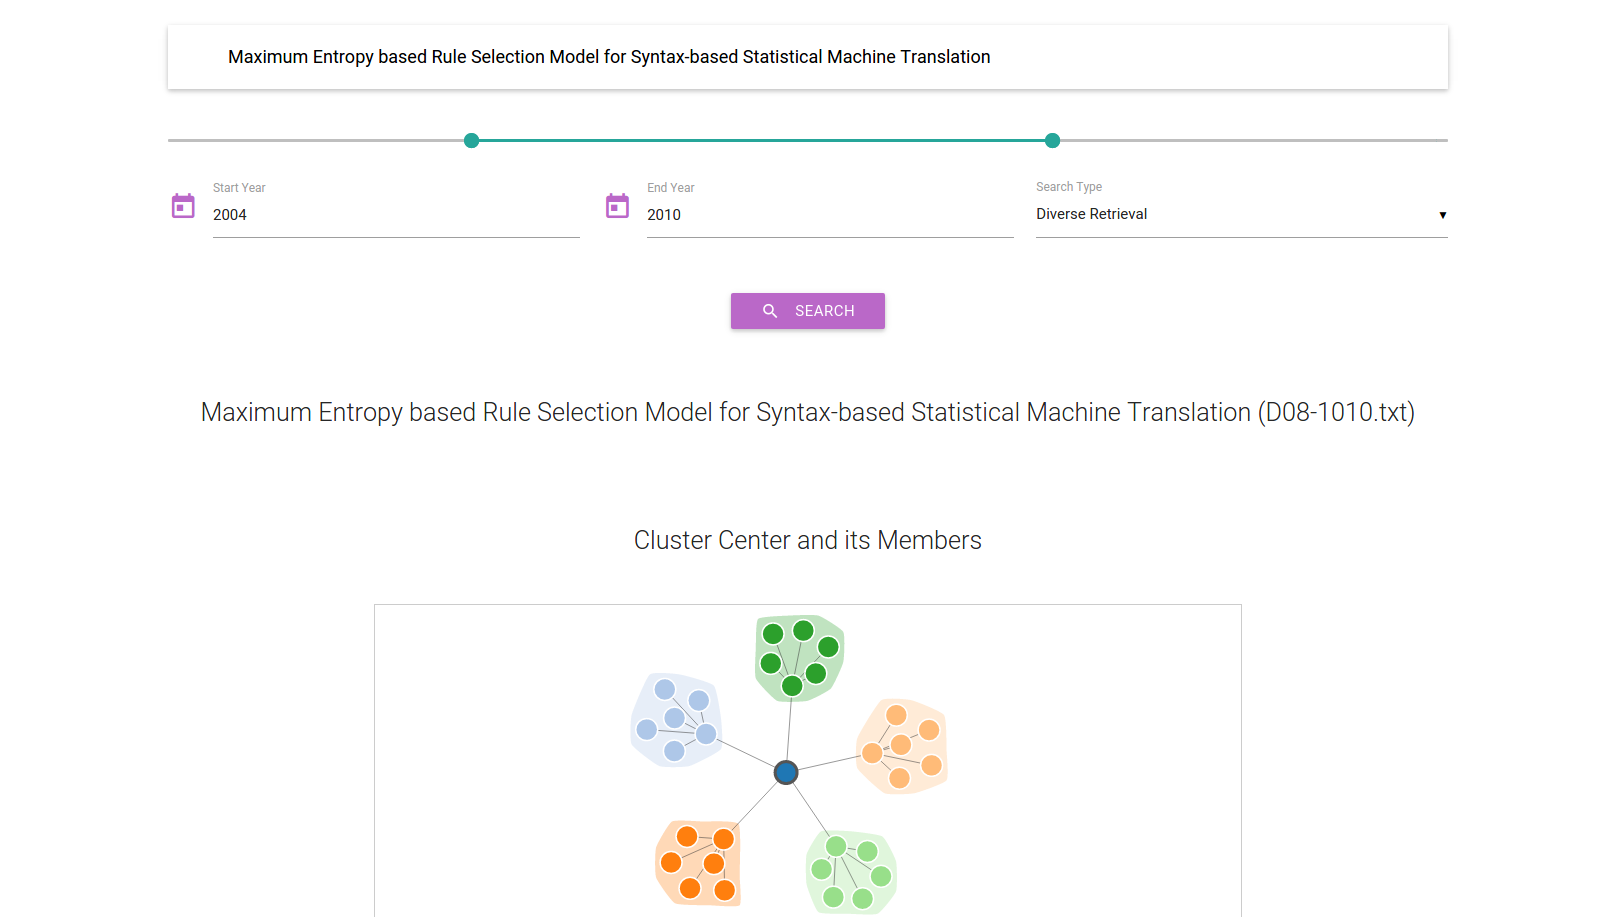 Maximum Entropy based Rule Selection Model for Syntax-based Statistical Machine Translation
Start Year
End Year
Search Type
2004
2010
Diverse Retrieval
SEARCH
Maximum Entropy based Rule Selection Model for Syntax-based Statistical Machine Translation (D08-1010.txt)
Cluster Center and its Members